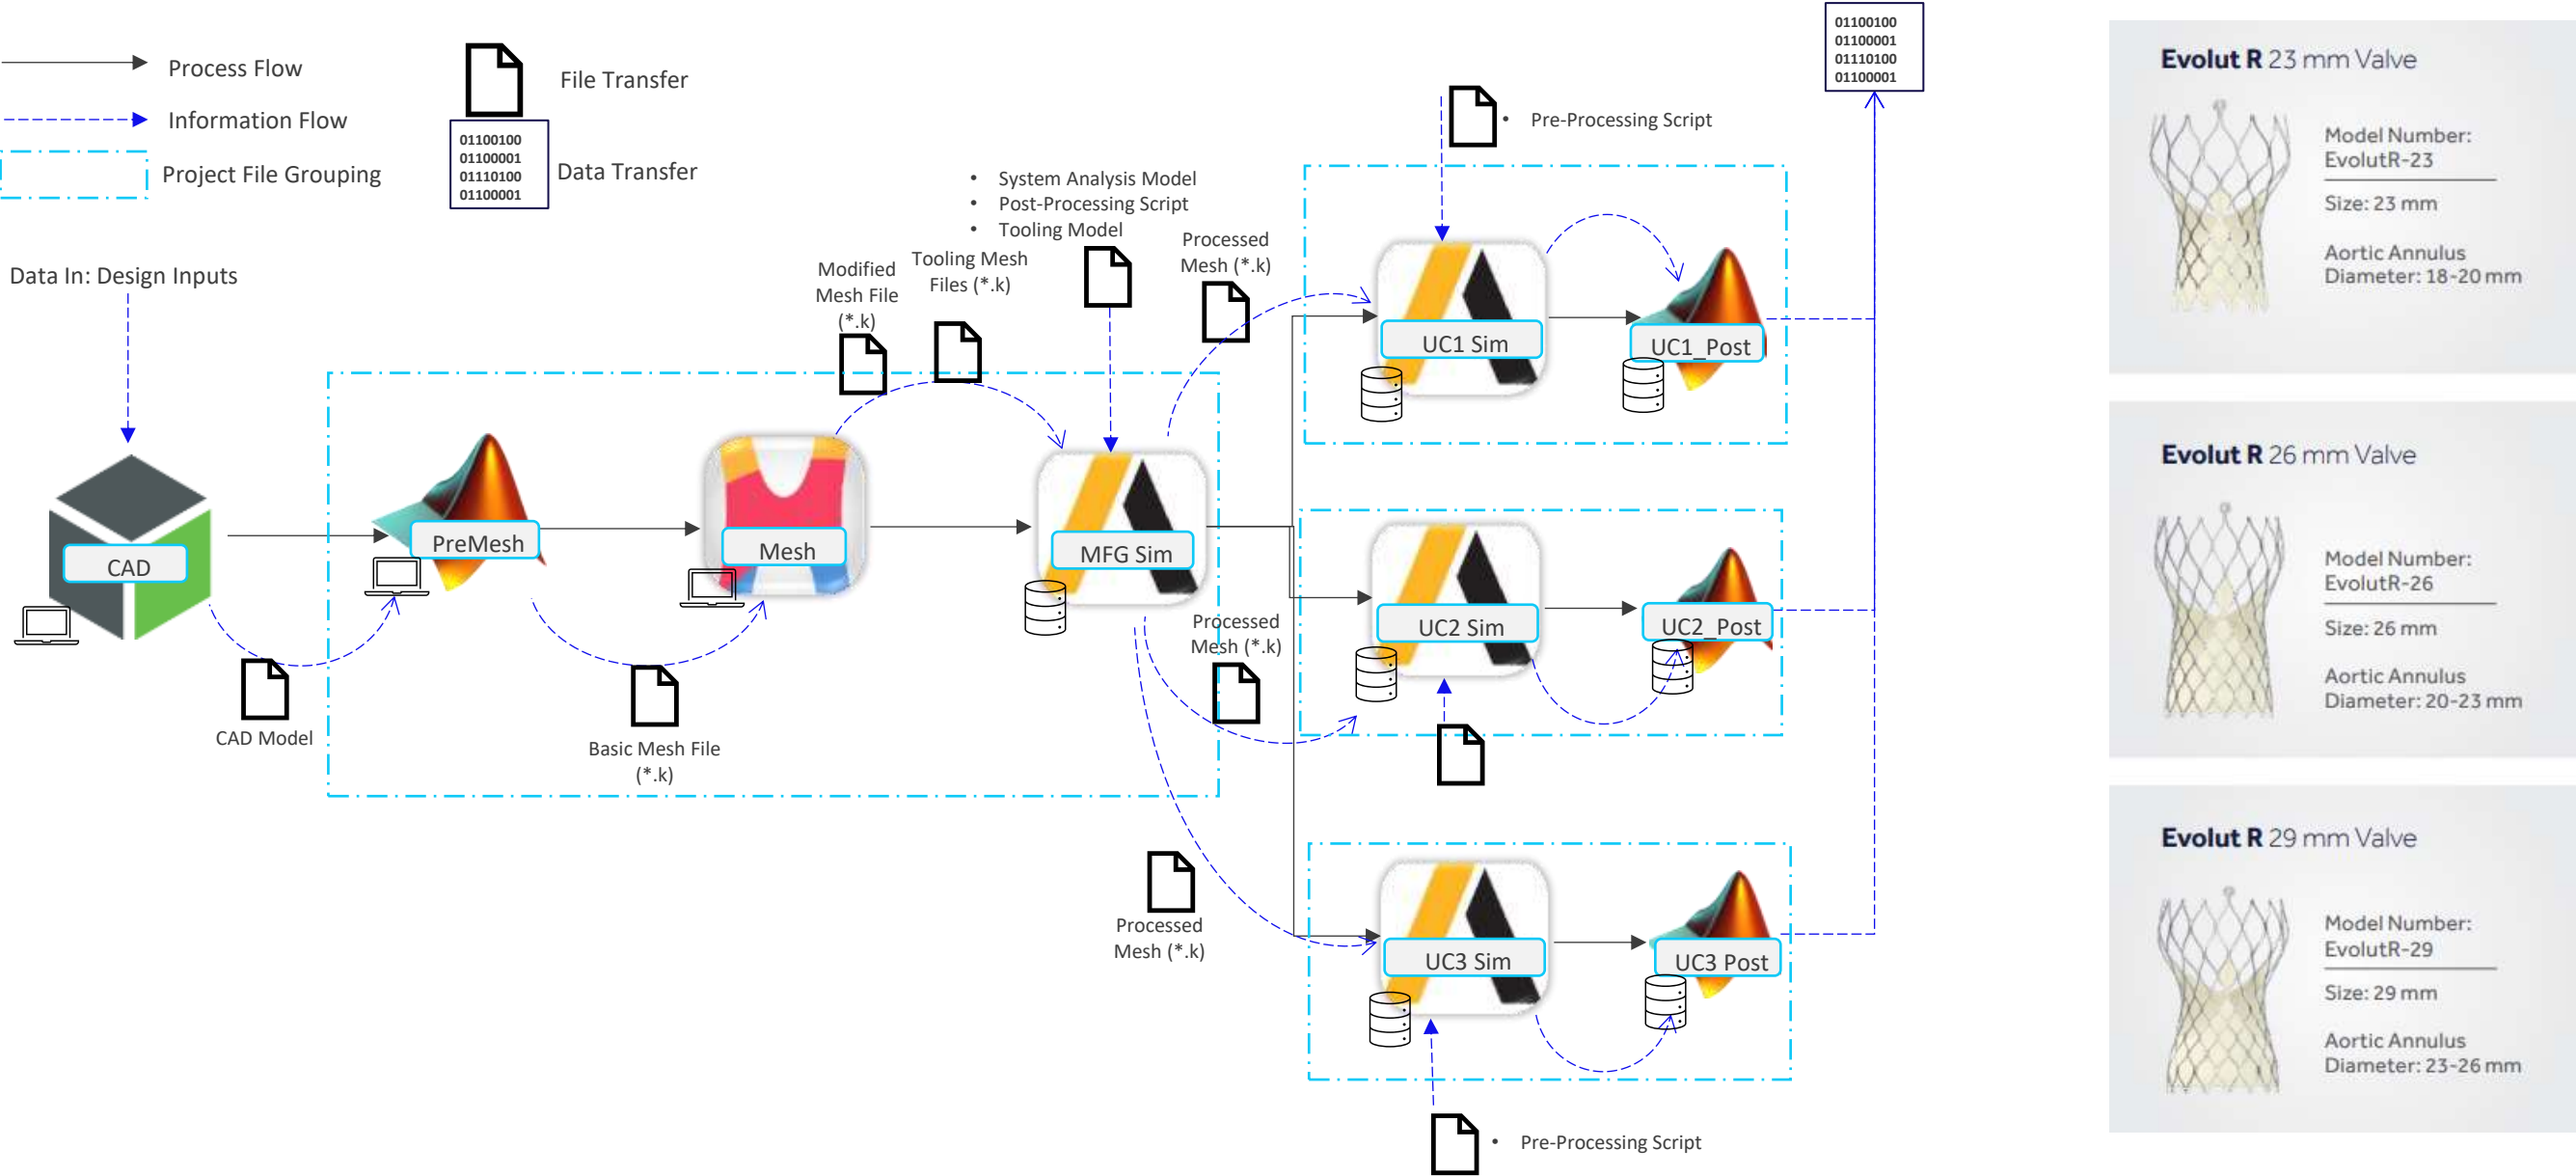 Process Flow
Information Flow
Project File Grouping
File Transfer
01100100
01100001
01110100
01100001
Data Transfer
Data In: Design Inputs
CAD
CAD Model
PreMesh
Basic Mesh File
(*.k)
Mesh
Modified
Mesh File
(*.k)
Tooling Mesh
Files (*.k)
• System Analysis Model
• Post-Processing Script
• Tooling Model
MFG Sim
Processed
Mesh (*.k)
Processed
Mesh (*.k)
Processed
Mesh (*.k)
• Pre-Processing Script
UC1 Sim
UC1_Post
UC2 Sim
UC2_Post
UC3 Sim
UC3 Post
• Pre-Processing Script
01100100
01100001
01110100
01100001
Evolut R 23 mm Valve
Model Number:
EvolutR-23
Size: 23 mm
Aortic Annulus
Diameter: 18-20 mm
Evolut R 26 mm Valve
Model Number:
EvolutR-26
Size: 26 mm
Aortic Annulus
Diameter: 20-23 mm
Evolut R 29 mm Valve
Model Number:
EvolutR-29
Size: 29 mm
Aortic Annulus
Diameter: 23-26 mm